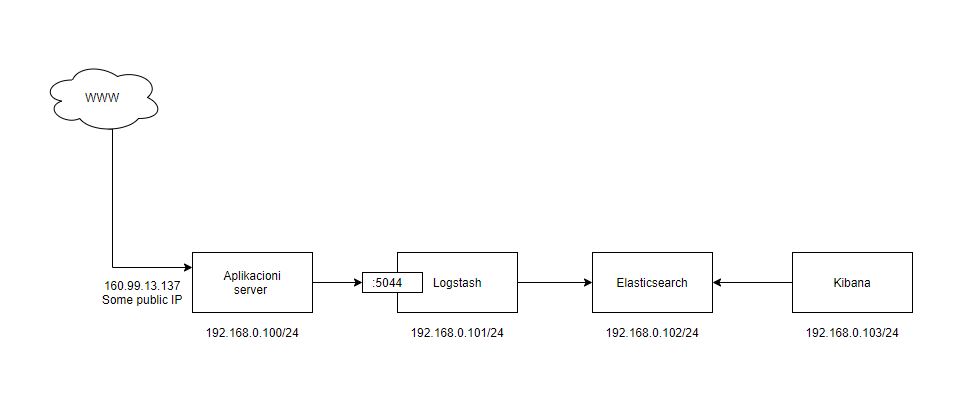 WWW
160.99.13.137
Some public IP
Aplikacioni
server
192.168.0.100/24
:5044
Logstash
192.168.0.101/24
Elasticsearch
192.168.0.102/24
Kibana
192.168.0.103/24